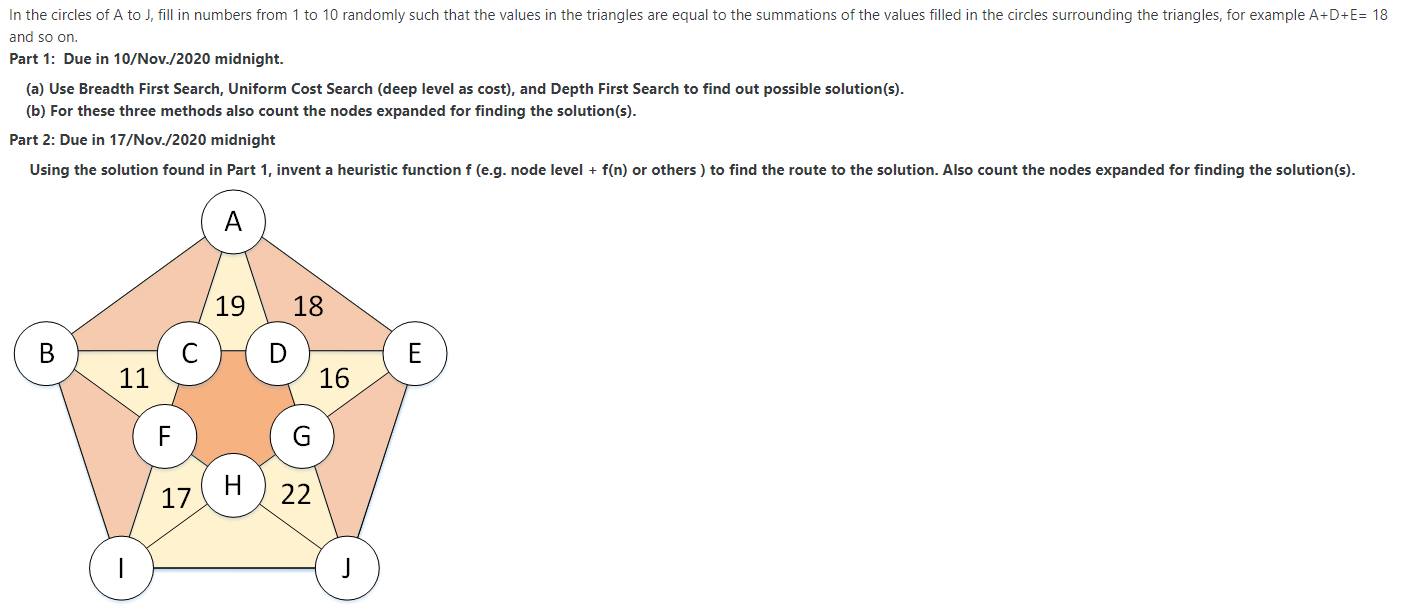 In the circles of A to J, fill in numbers from 1 to 10 randomly such that the values in the triangles are equal to the summations of the values filled in the circles surrounding the triangles, for example A+D+E= 18
and so on.
Part 1:  Due in 10/Nov./2020 midnight.
(a) Use Breadth First Search, Uniform Cost Search (deep level as cost), and Depth First Search to find out possible solution(s).
(b) For these three methods also count the nodes expanded for finding the solution(s).
Part 2: Due in 17/Nov./2020 midnight
Using the solution found in Part 1, invent a heuristic function f (e.g. node level + f(n) or others ) to find the route to the solution. Also count the nodes expanded for finding the solution(s).
A
19 18
B C D E
11 16
F G
17 H 22
I J